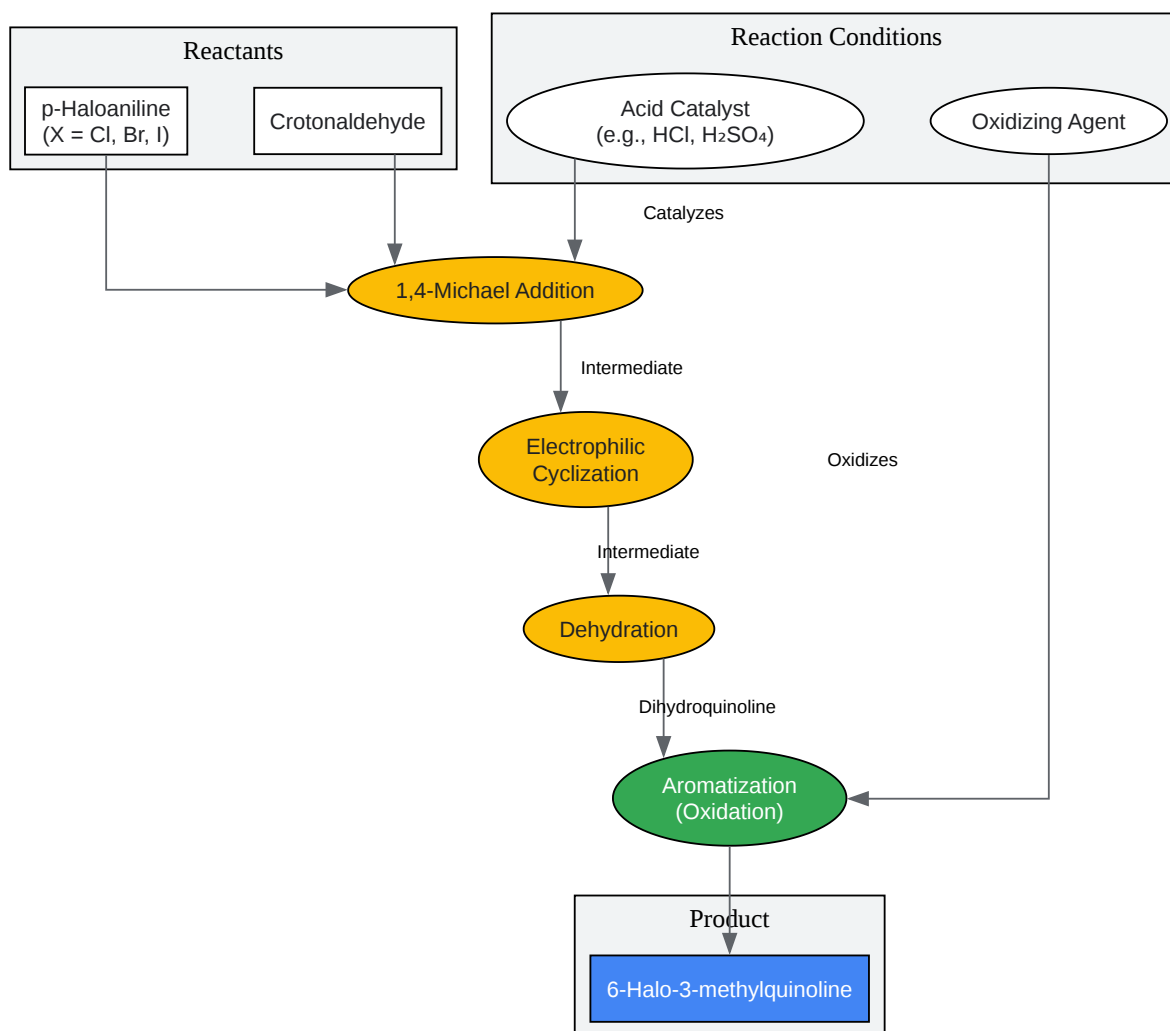 Reactants
p-Haloaniline
(X = Cl, Br, I)
Crotonaldehyde
Reaction Conditions
Acid Catalyst
(e.g., HCl, H₂SO₄)
Oxidizing Agent
Catalyzes
1,4-Michael Addition
Intermediate
Electrophilic
Cyclization
Oxidizes
Intermediate
Dehydration
Dihydroquinoline
Aromatization
(Oxidation)
Product
6-Halo-3-methylquinoline